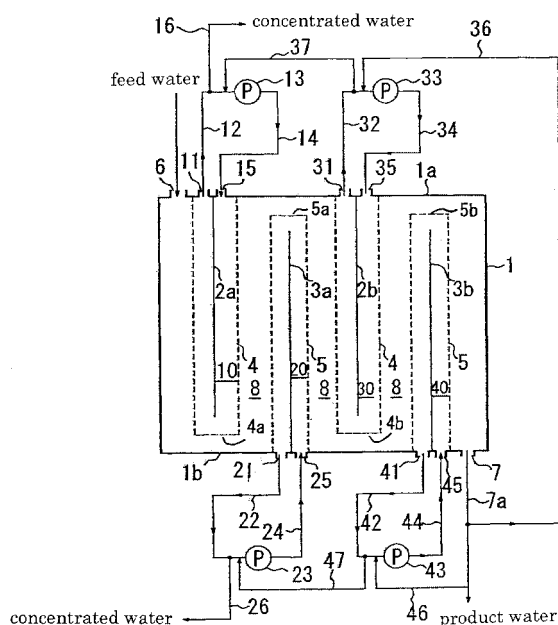 16
concentrated water
37
36
feed water
13
P
33
P
12
14
32
34
6
11
15
31
35
1a
5a
5b
1
2a
3a
2b
3b
4
5
4
5
10
8
20
8
30
8
40
4a
4b
1b
21
25
41
45
7
7a
22
24
42
44
P
23
P
43
47
46
26
concentrated water
product water